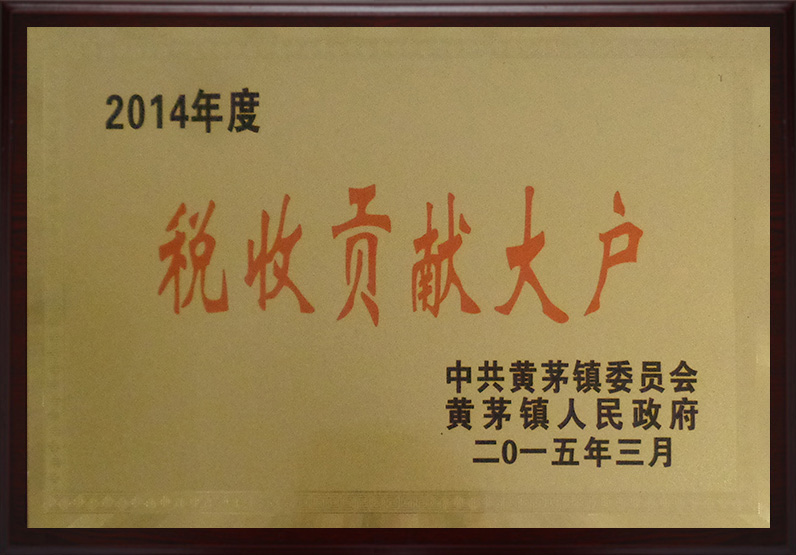 2014年度
税收贡献大户
中共黄茅镇委员会
黄茅镇人民政府
二0一五年三月